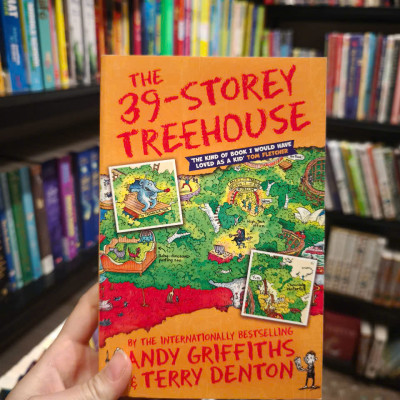 THE
39-STOREY
TREEHOUSE
'THE KIND OF BOOK I WOULD HAVE
LOVED AS A KID' TOM FLETCHER
BY THE INTERNATIONALLY BESTSELLING
ANDY GRIFFITHS
& TERRY DENTON